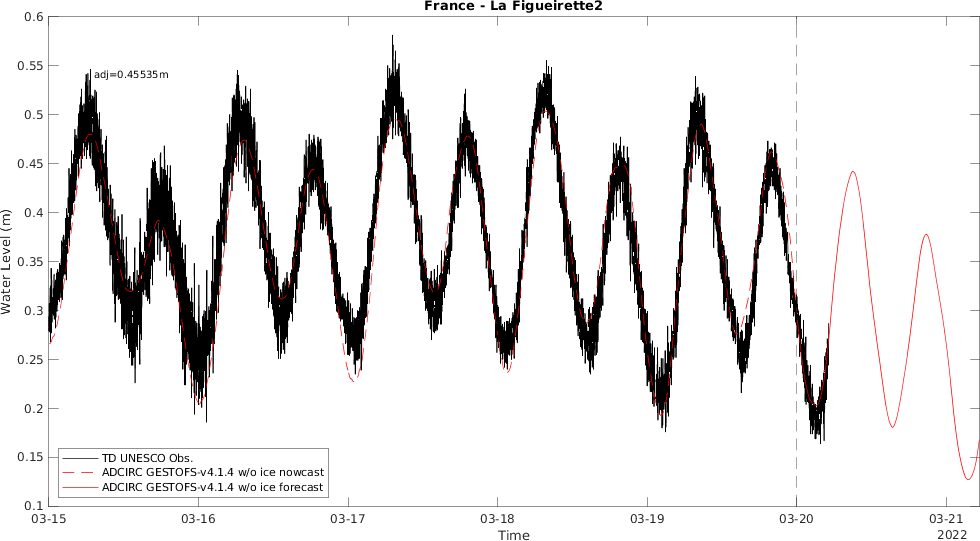 France - La Figueirette2
0.6
0.55
0.5
0.45
0.4
0.35
0.3
0.25
0.2
0.15
0.1
Water Level (m)
adj=0.45535m
TD UNESCO Obs.
ADCIRC GESTOFS-v4.1.4 w/o ice nowcast
ADCIRC GESTOFS-v4.1.4 w/o ice forecast
03-15 03-16 03-17 03-18 03-19 03-20 03-21
2022
Time